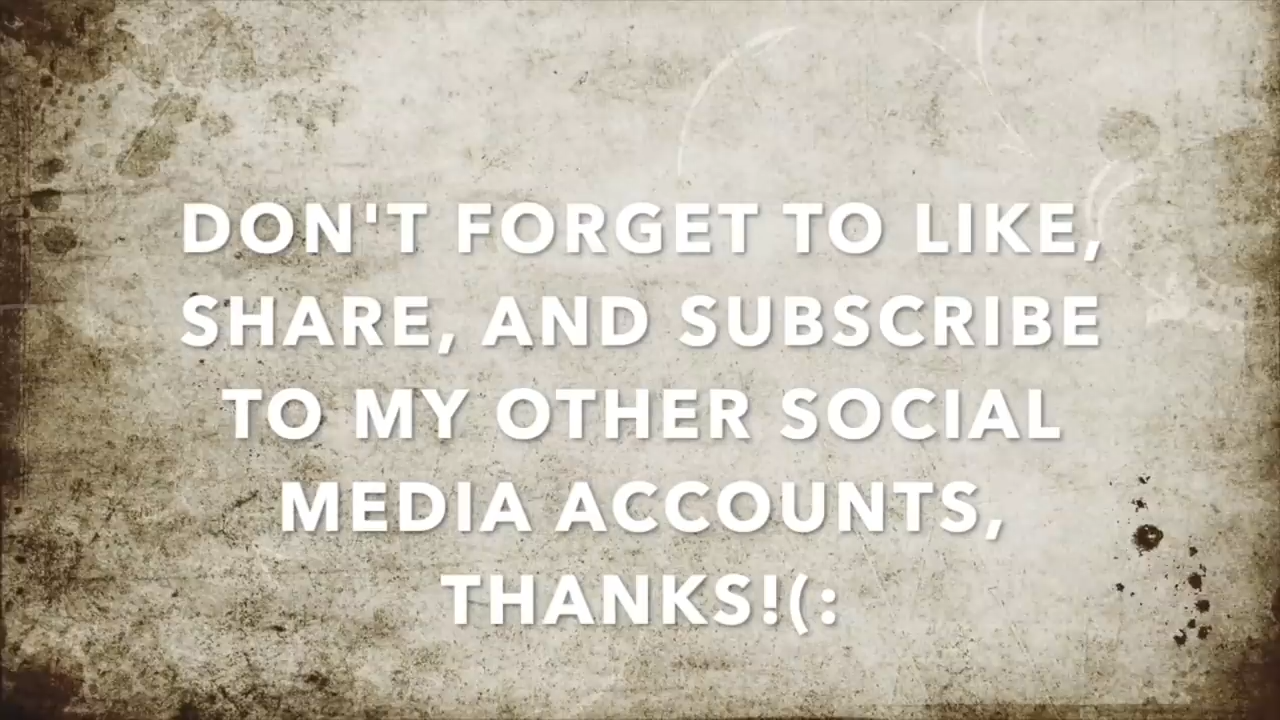 DON'T FORGET TO LIKE,
SHARE, AND SUBSCRIBE
TO MY OTHER SOCIAL
MEDIA ACCOUNTS,
THANKS!(: